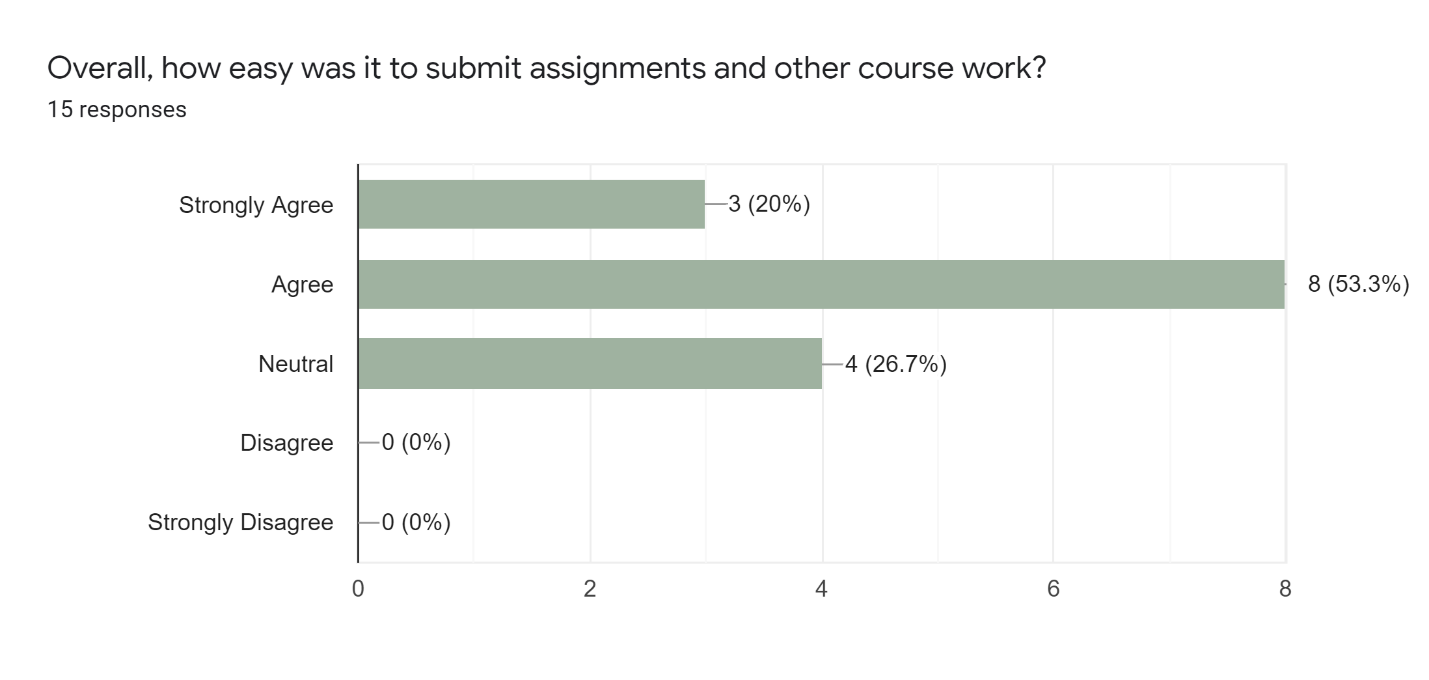 Overall, how easy was it to submit assignments and other course work?
15 responses
Strongly Agree 3 (20%)
Agree 8 (53.3%)
Neutral 4 (26.7%)
Disagree 0 (0%)
Strongly Disagree 0 (0%)
0 2 4 6 8